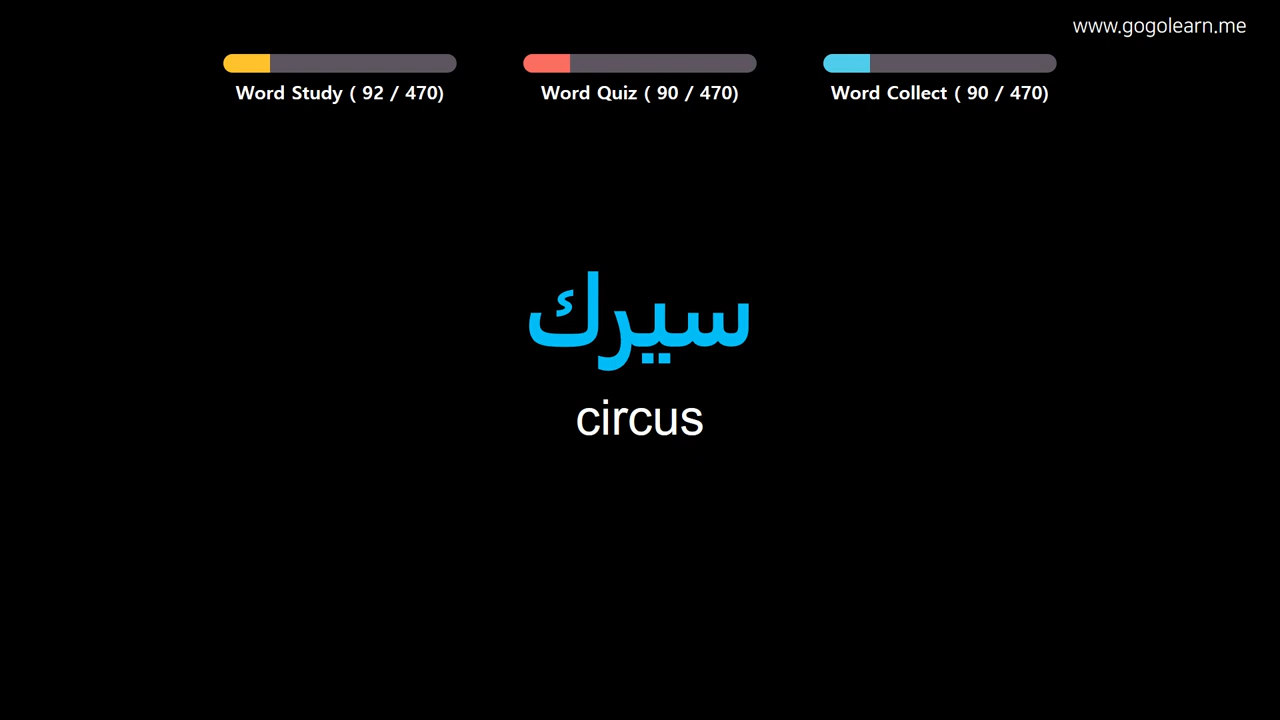 www.gogolearn.me
Word Study ( 92 / 470)
Word Quiz ( 90 / 470)
Word Collect ( 90 / 470)
سيرك
circus